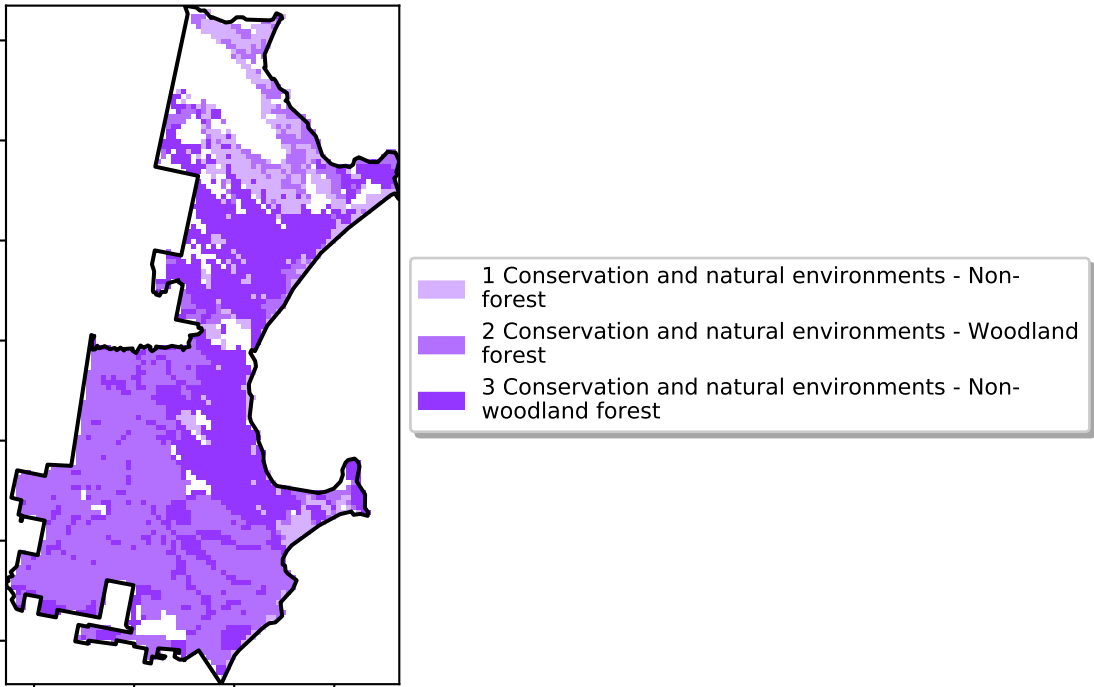 1 Conservation and natural environments - Non-
forest
2 Conservation and natural environments - Woodland
forest
3 Conservation and natural environments - Non-
woodland forest